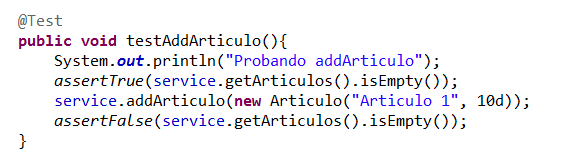 @Test
public void testAddArticulo(){
    System.out.println("Probando addArticulo");
    assertTrue(service.getArticulos().isEmpty());
    service.addArticulo(new Articulo("Articulo 1", 10d));
    assertFalse(service.getArticulos().isEmpty());
}